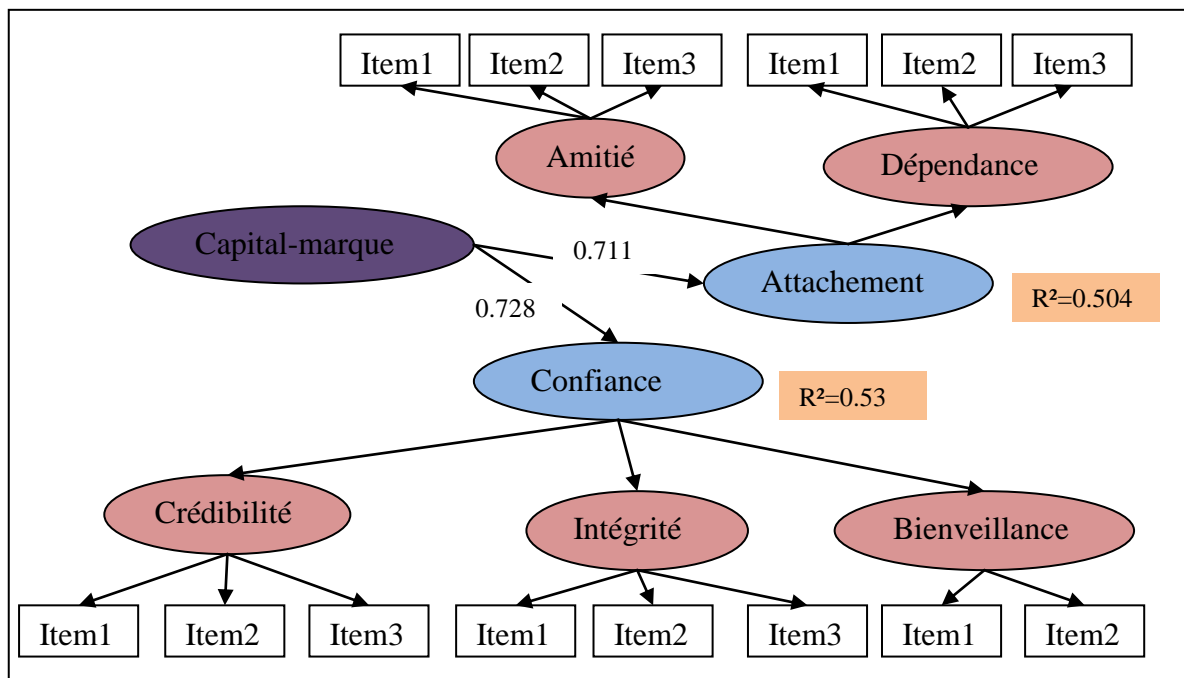 Item1 Item2 Item3 Item1 Item2 Item3
Amitié
Dépendance
Capital-marque
0.711
Attachement
R²=0.504
0.728
Confiance
R²=0.53
Crédibilité
Intégrité
Bienveillance
Item1 Item2 Item3 Item1 Item2 Item3 Item1 Item2